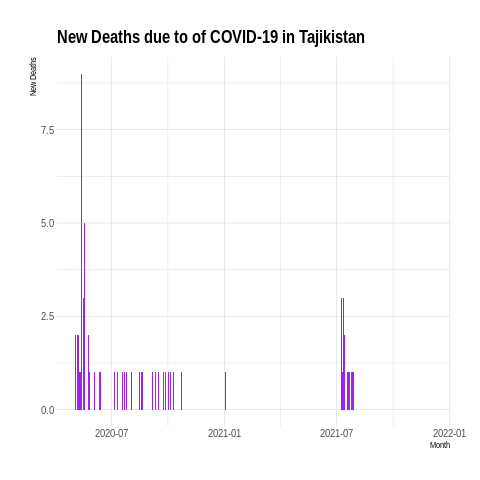 New Deaths due to of COVID-19 in Tajikistan
New Deaths
7.5
5.0
2.5
0.0
2020-07
2021-01
2021-07
2022-01
Month